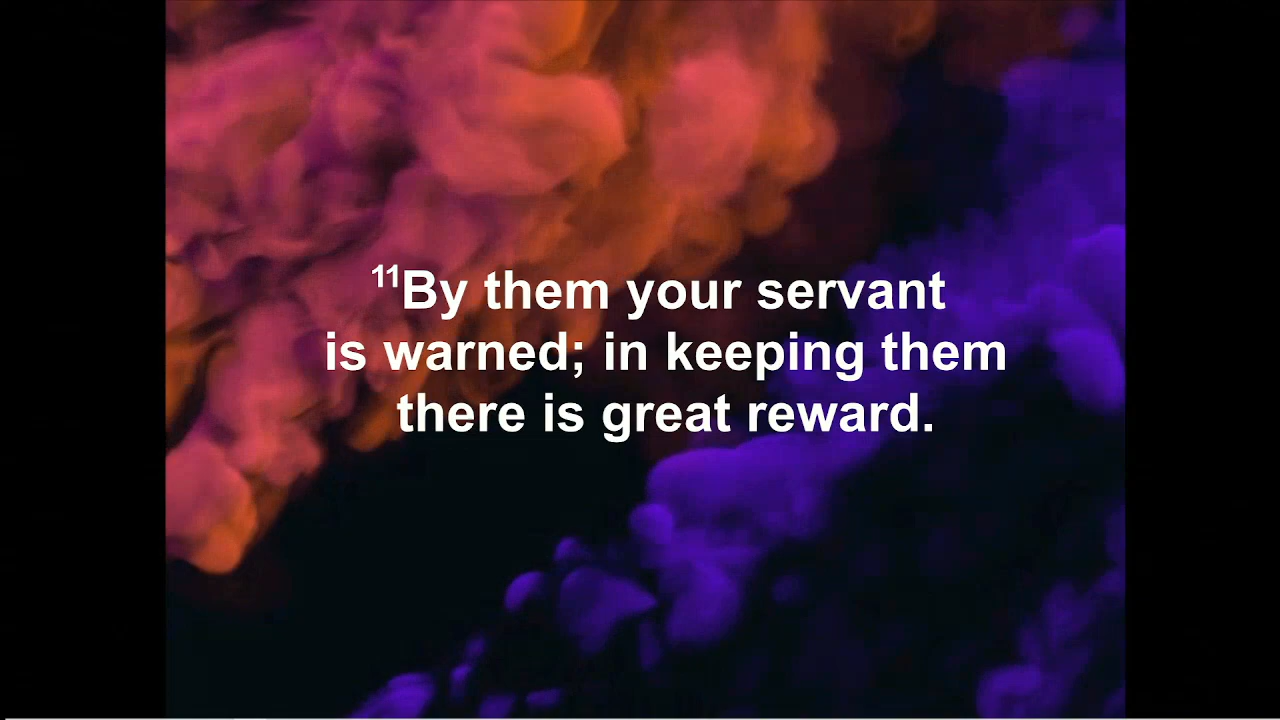 ¹¹By them your servant
is warned; in keeping them
there is great reward.